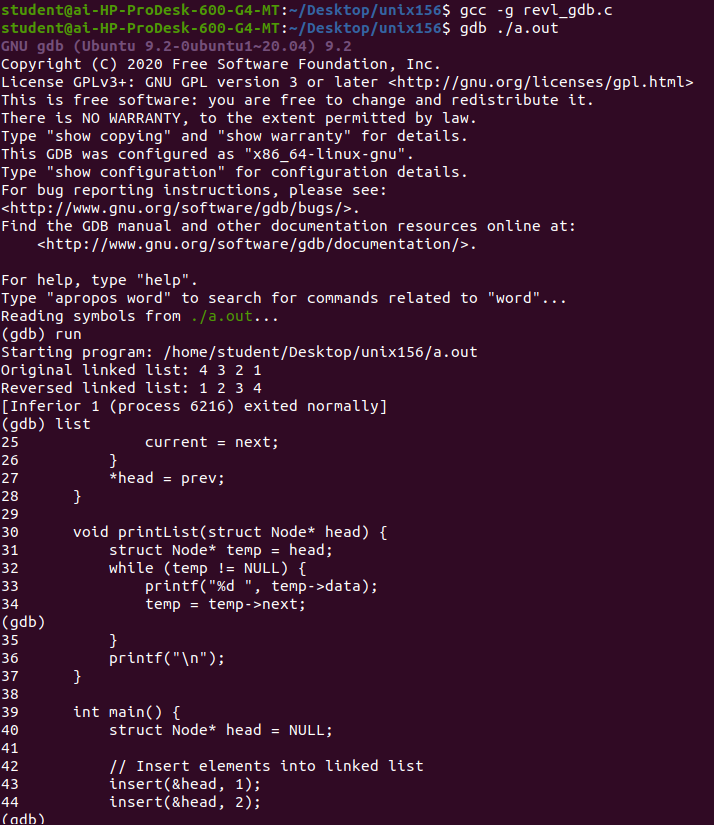 student@ai-HP-ProDesk-600-G4-MT:~/Desktop/unix156$ gcc -g revl_gdb.c
student@ai-HP-ProDesk-600-G4-MT:~/Desktop/unix156$ gdb ./a.out
GNU gdb (Ubuntu 9.2-0ubuntu1~20.04) 9.2
Copyright (C) 2020 Free Software Foundation, Inc.
License GPLv3+: GNU GPL version 3 or later <http://gnu.org/licenses/gpl.html>
This is free software: you are free to change and redistribute it.
There is NO WARRANTY, to the extent permitted by law.
Type "show copying" and "show warranty" for details.
This GDB was configured as "x86_64-linux-gnu".
Type "show configuration" for configuration details.
For bug reporting instructions, please see:
<http://www.gnu.org/software/gdb/bugs/>.
Find the GDB manual and other documentation resources online at:
    <http://www.gnu.org/software/gdb/documentation/>.

For help, type "help".
Type "apropos word" to search for commands related to "word"...
Reading symbols from ./a.out...
(gdb) run
Starting program: /home/student/Desktop/unix156/a.out
Original linked list: 4 3 2 1
Reversed linked list: 1 2 3 4
[Inferior 1 (process 6216) exited normally]
(gdb) list
25              current = next;
26          }
27          *head = prev;
28      }
29
30      void printList(struct Node* head) {
31          struct Node* temp = head;
32          while (temp != NULL) {
33              printf("%d ", temp->data);
34              temp = temp->next;
(gdb)
35          }
36          printf("\n");
37      }
38
39      int main() {
40          struct Node* head = NULL;
41
42          // Insert elements into linked list
43          insert(&head, 1);
44          insert(&head, 2);
(gdb)